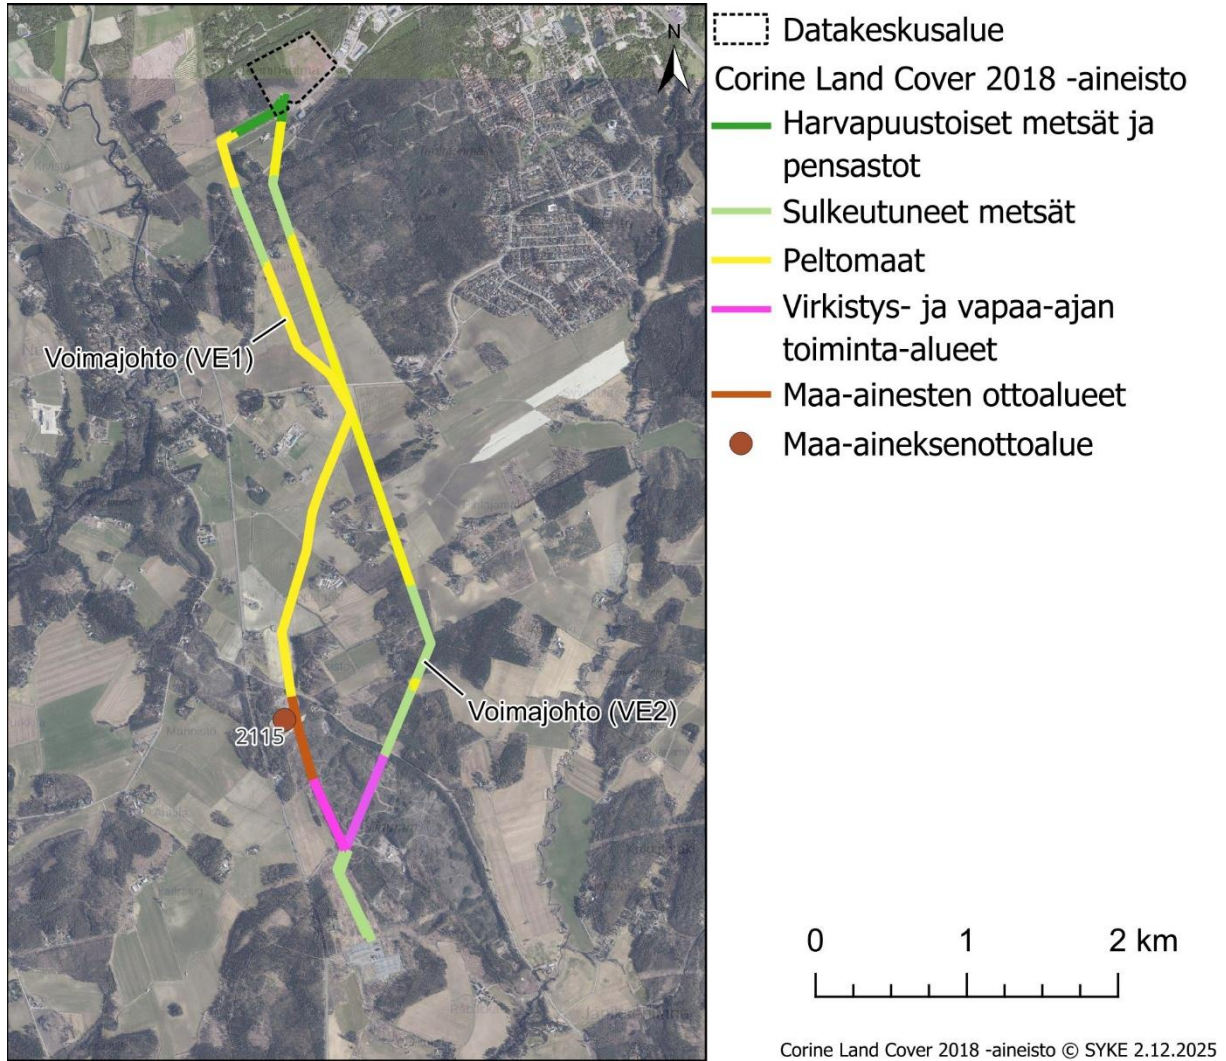 N
Datakeskusalue
Corine Land Cover 2018 -aineisto
Harvapuustoiset metsät ja
pensastot
Sulkeutuneet metsät
Peltomaat
Virkistys- ja vapaa-ajan
toiminta-alueet
Maa-ainesten ottoalueet
Maa-aineksenottoalue
Voimajohto (VE1)
Voimajohto (VE2)
2115
0 1 2 km
Corine Land Cover 2018 -aineisto © SYKE 2.12.2025